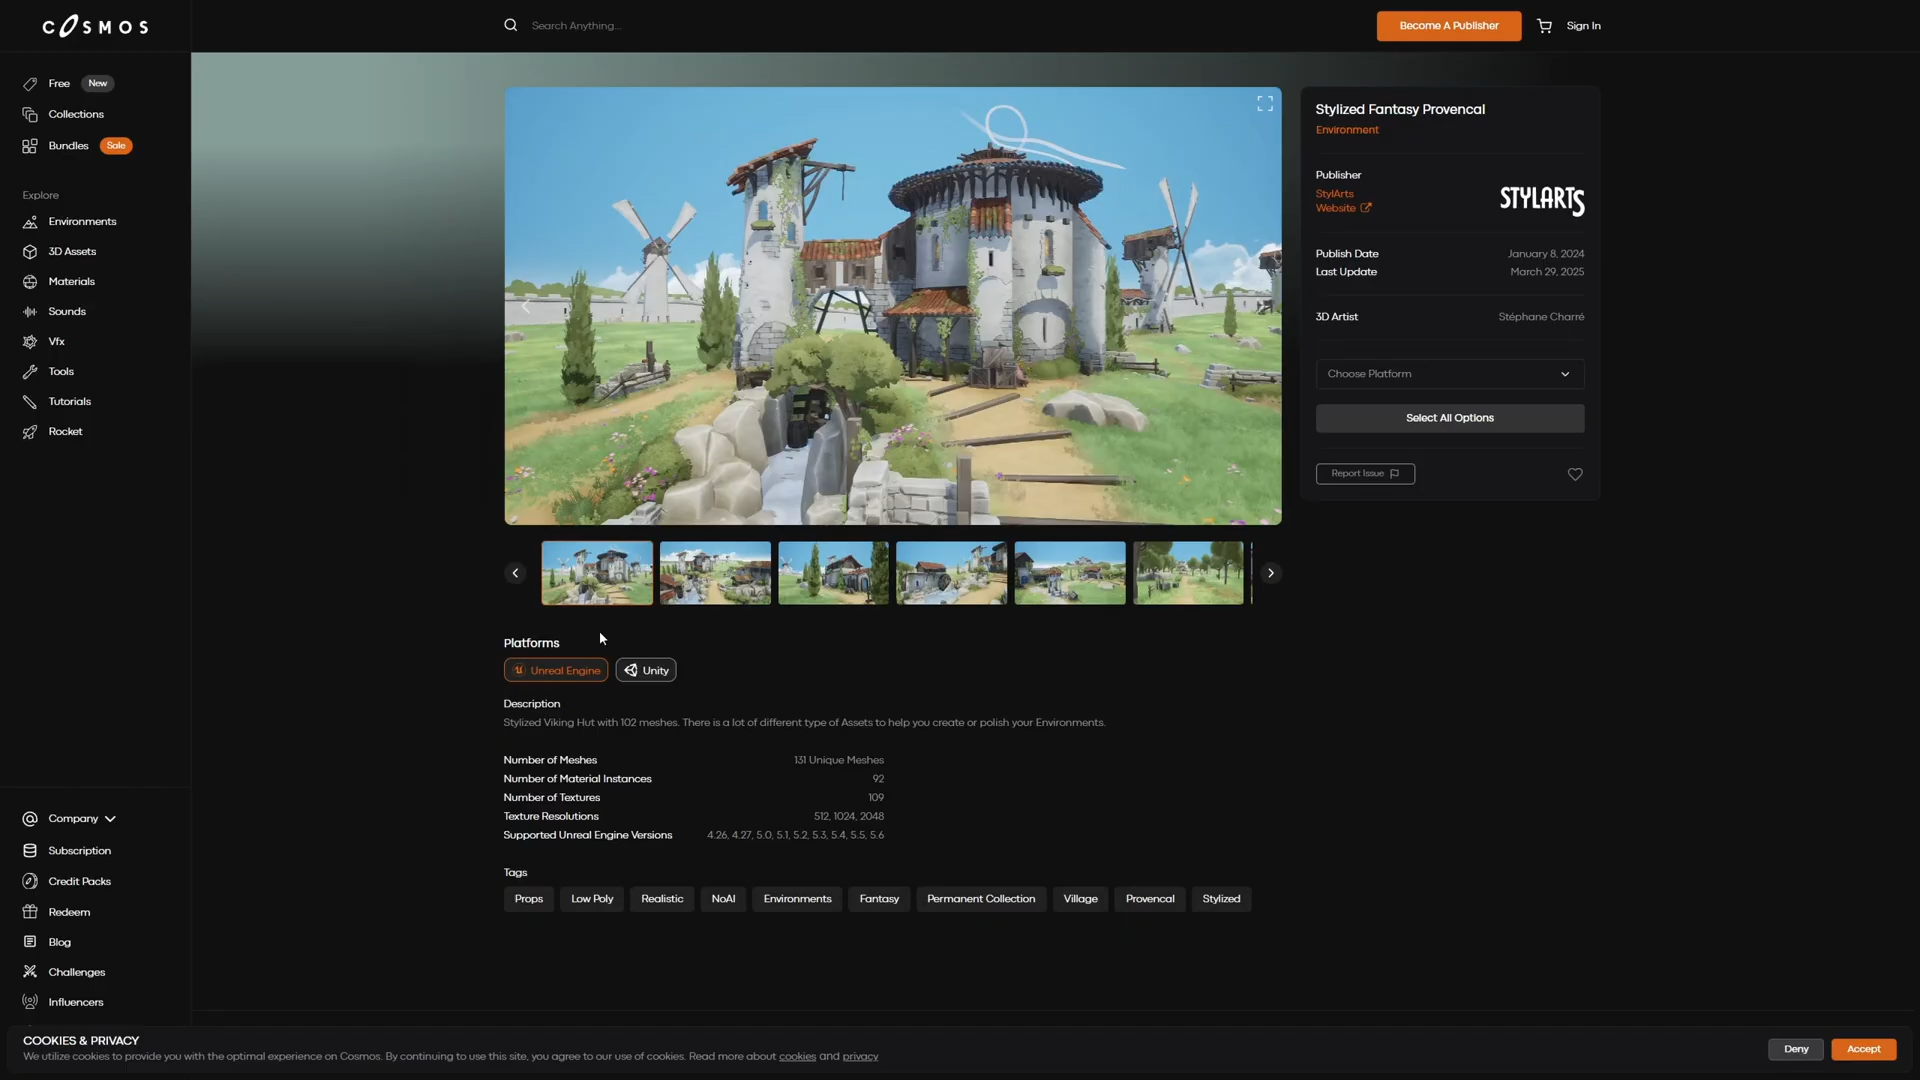 COSMOS
Search Anything...
Become A Publisher
Sign In
Free
New
Collections
Bundles
Sale
Explore
Environments
3D Assets
Materials
Sounds
Vfx
Tools
Tutorials
Rocket
Company
Subscription
Credit Packs
Redeem
Blog
Challenges
Influencers
Stylized Fantasy Provencal
Environment
Publisher
StylArts
Website
STYLARTS
Publish Date January 8, 2024
Last Update March 29, 2025
3D Artist Stéphane Charré
Choose Platform
Select All Options
Report Issue
Platforms
Unreal Engine
Unity
Description
Stylized Viking Hut with 102 meshes. There is a lot of different type of Assets to help you create or polish your Environments.
Number of Meshes 131 Unique Meshes
Number of Material Instances 92
Number of Textures 109
Texture Resolutions 512, 1024, 2048
Supported Unreal Engine Versions 4.26, 4.27, 5.0, 5.1, 5.2, 5.3, 5.4, 5.5, 5.6
Tags
Props Low Poly Realistic NoAI Environments Fantasy Permanent Collection Village Provencal Stylized
COOKIES & PRIVACY
We utilize cookies to provide you with the optimal experience on Cosmos. By continuing to use this site, you agree to our use of cookies. Read more about cookies and privacy
Deny
Accept